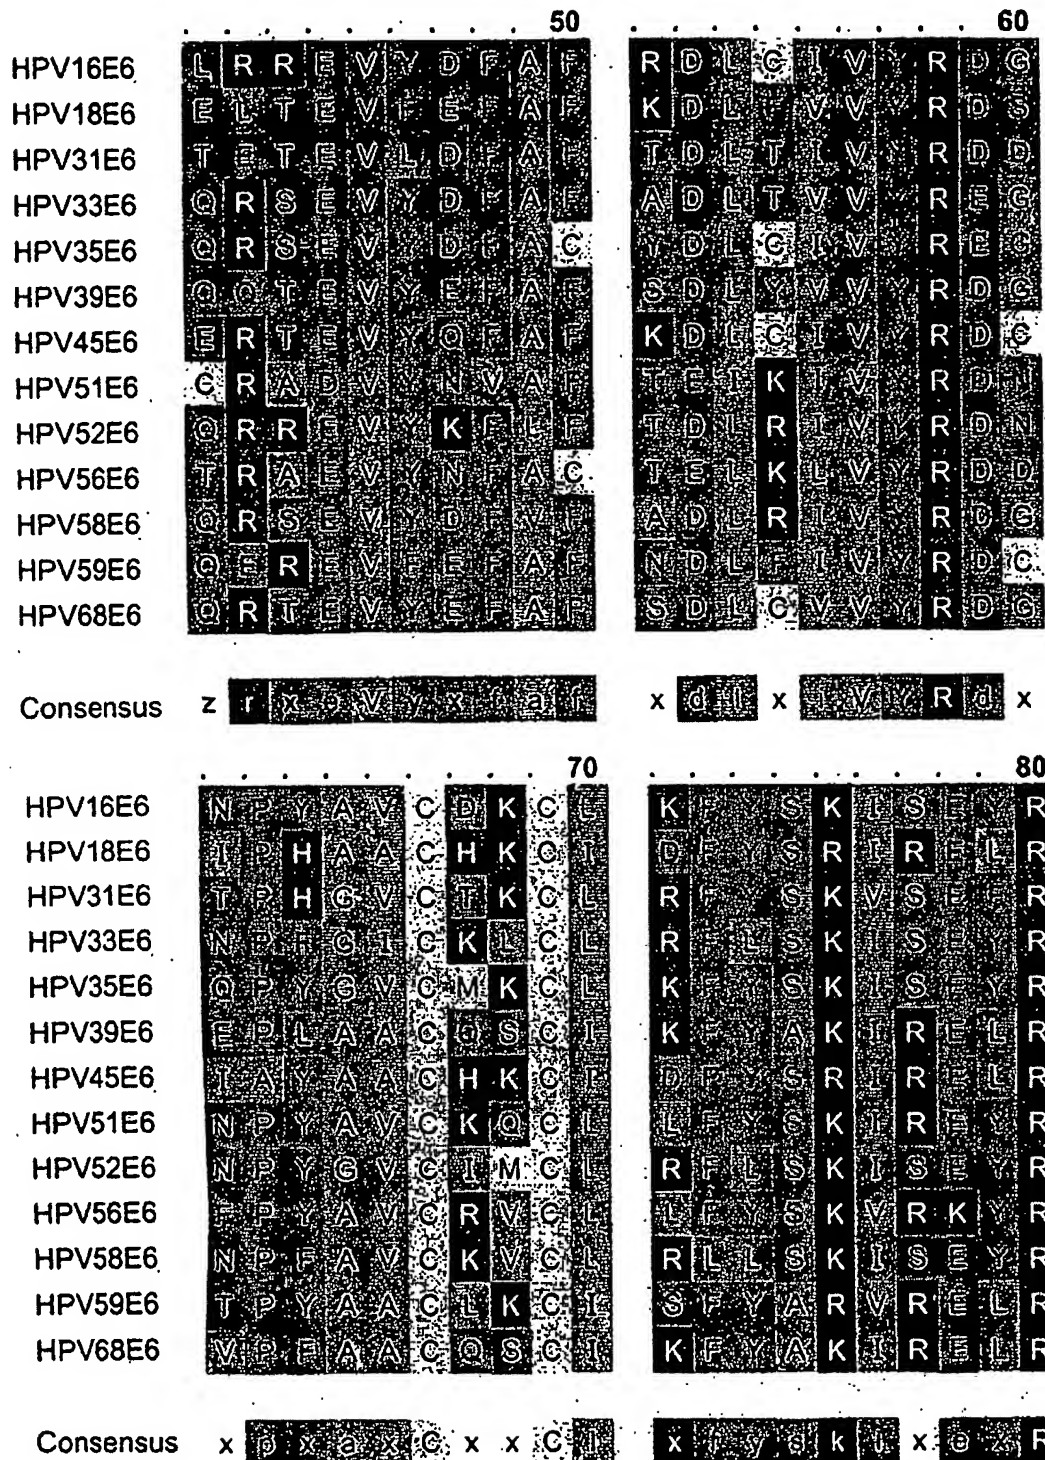 50 60
HPV16E6 L R R E V Y D F A F R D L C I V Y R D G
HPV18E6 E L T E V F E F A F K D L F V V Y R D S
HPV31E6 T E T E V L D F A F T D L T I V Y R D D
HPV33E6 Q R S E V Y D F A F A D L T V V Y R E G
HPV35E6 Q R S E V Y D F A C Y D L C I V Y R E G
HPV39E6 Q Q T E V Y E F A F S D L Y V V Y R D G
HPV45E6 E R T E V Y Q F A F K D L C I V Y R D C
HPV51E6 C R A D V Y N V A F T E I K I V Y R D N
HPV52E6 Q R R E V Y K F L F T D L R I V Y R D N
HPV56E6 T R A E V Y N F A C T E L K L V Y R D D
HPV58E6 Q R S E V Y D F V F A D L R I V Y R D G
HPV59E6 Q E R E V F E F A F N D L F I V Y R D C
HPV68E6 Q R T E V Y E F A F S D L C V V Y R D G
Consensus z r x e V y x f a f x d l x i V Y R d x
70 80
HPV16E6 N P Y A V C D K C L K F Y S K I S E Y R
HPV18E6 I P H A A C H K C I D F Y S R I R E L R
HPV31E6 T P H G V C T K C L R F Y S K V S E F R
HPV33E6 N P F G I C K L C L R F L S K I S E Y R
HPV35E6 Q P Y G V C M K C L K F Y S K I S E Y R
HPV39E6 E P L A A C Q S C I K F Y A K I R E L R
HPV45E6 I A Y A A C H K C I D F Y S R I R E L R
HPV51E6 N P Y A V C K Q C L L F Y S K I R E Y R
HPV52E6 N P Y G V C I M C L R F L S K I S E Y R
HPV56E6 F P Y A V C R V C L L F Y S K V R K Y R
HPV58E6 N P F A V C K V C L R L L S K I S E Y R
HPV59E6 T P Y A A C L K C I S F Y A R V R E L R
HPV68E6 V P F A A C Q S C I K F Y A K I R E L R
Consensus x p x a x C x x C l x f y s k i x e x R